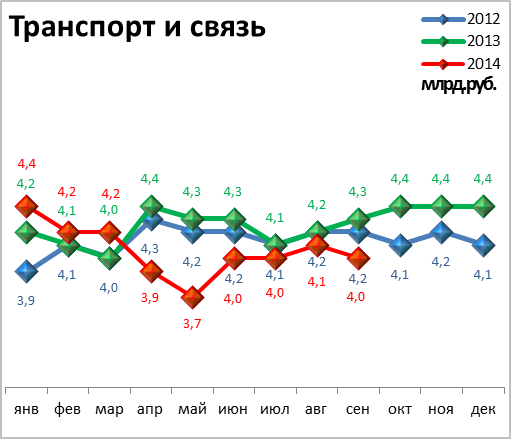 Транспорт и связь
2012
2013
2014
млрд.руб.
4,4
4,2 4,2 4,2 4,4 4,3 4,3 4,1 4,2 4,3 4,4 4,4 4,4
4,1 4,0
3,9 4,1 4,0 4,3 4,2 4,2 4,1 4,2 4,2 4,1 4,2 4,1
3,9 3,7 4,0 4,0 4,1 4,0
янв фев мар апр май июн июл авг сен окт ноя дек